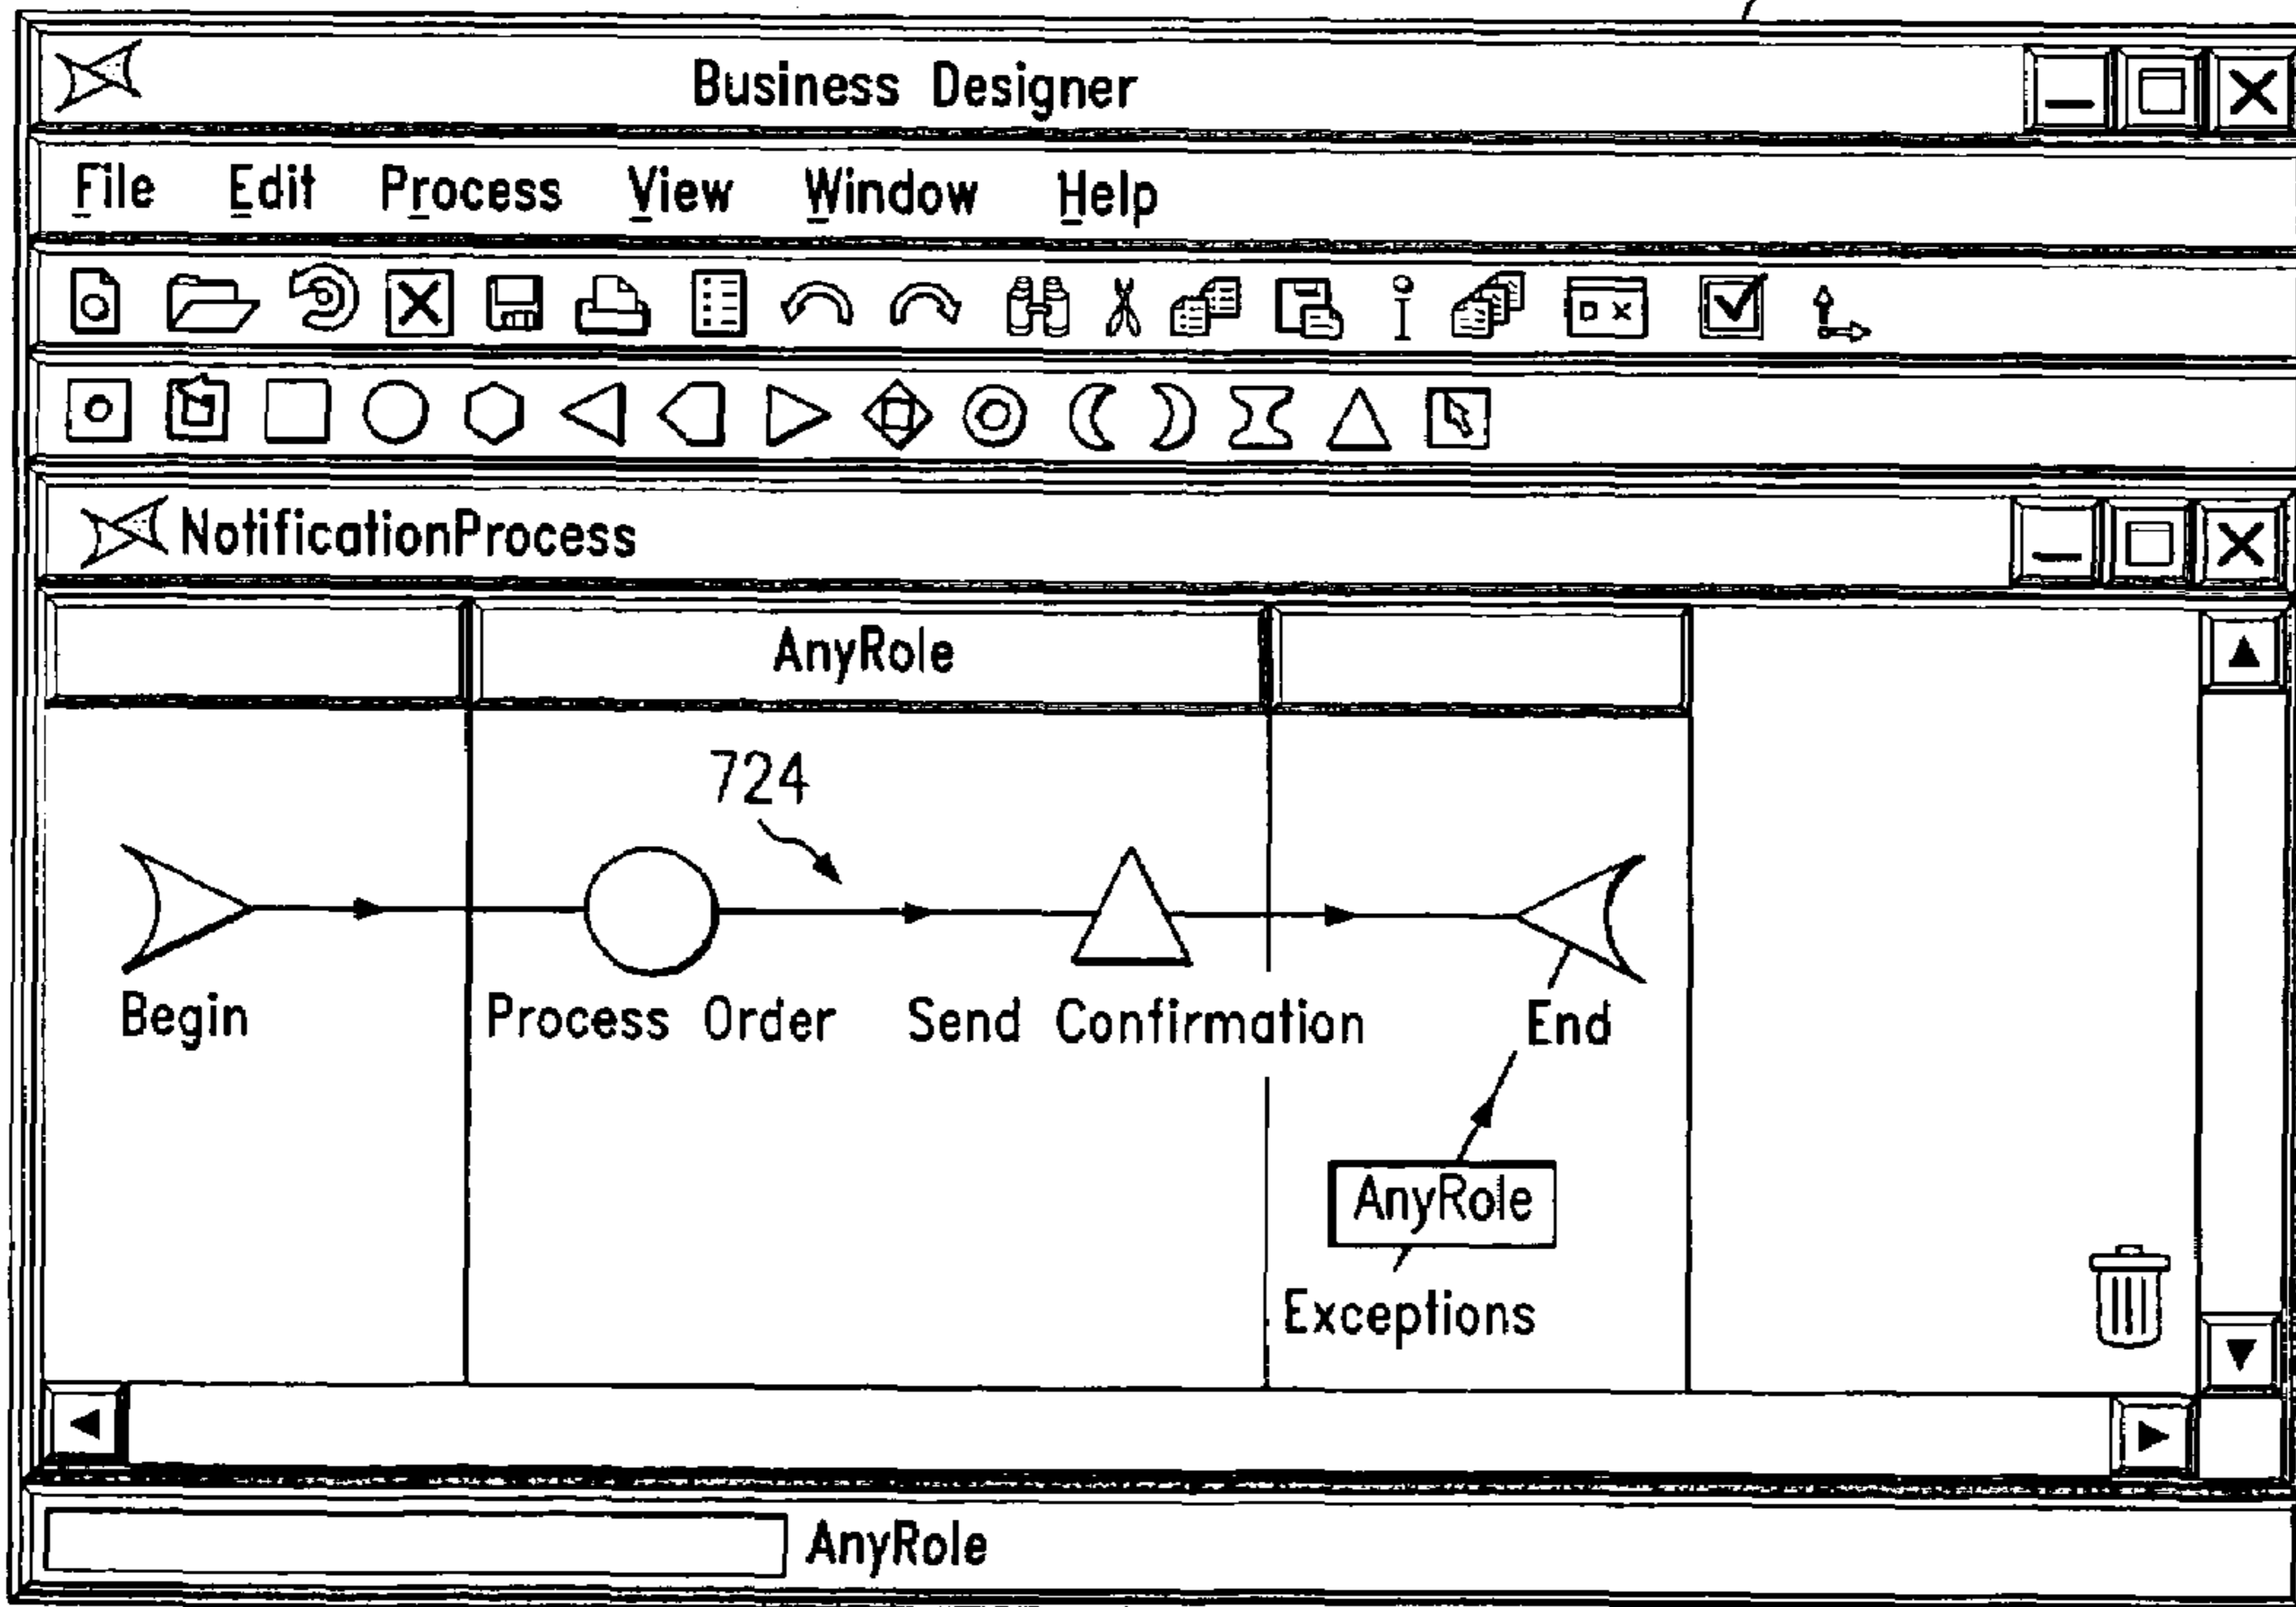 Business Designer
File Edit Process View Window Help
NotificationProcess
AnyRole
724
Begin Process Order Send Confirmation End
AnyRole
Exceptions
AnyRole